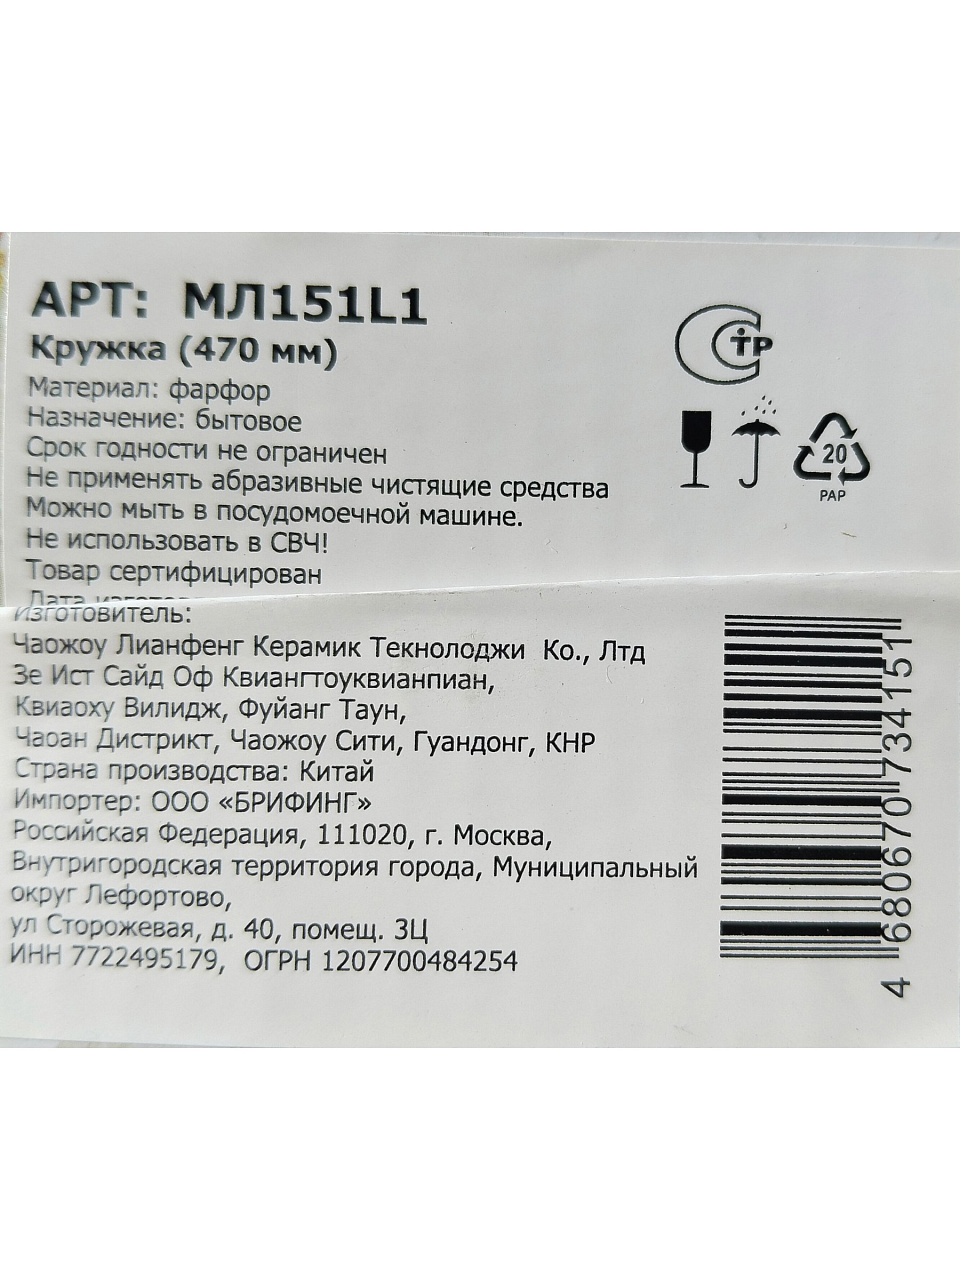 АРТ: МЛ151L1
Кружка (470 мм)
Материал: фарфор
Назначение: бытовое
Срок годности не ограничен
Не применять абразивные чистящие средства
Можно мыть в посудомоечной машине.
Не использовать в СВЧ!
Товар сертифицирован
Дата
Изготовитель:
Чаожоу Лианфенг Керамик Текнолоджи Ко., Лтд
Зе Ист Сайд Оф Квиангтоуквианпиан,
Квиаоху Вилидж, Фуйанг Таун,
Чаоан Дистрикт, Чаожоу Сити, Гуандонг, КНР
Страна производства: Китай
Импортер: ООО «БРИФИНГ»
Российская Федерация, 111020, г. Москва,
Внутригородская территория города, Муниципальный
округ Лефортово,
ул Сторожевая, д. 40, помещ. 3Ц
ИНН 7722495179, ОГРН 1207700484254
СТР
20
PAP
4 680670 734151